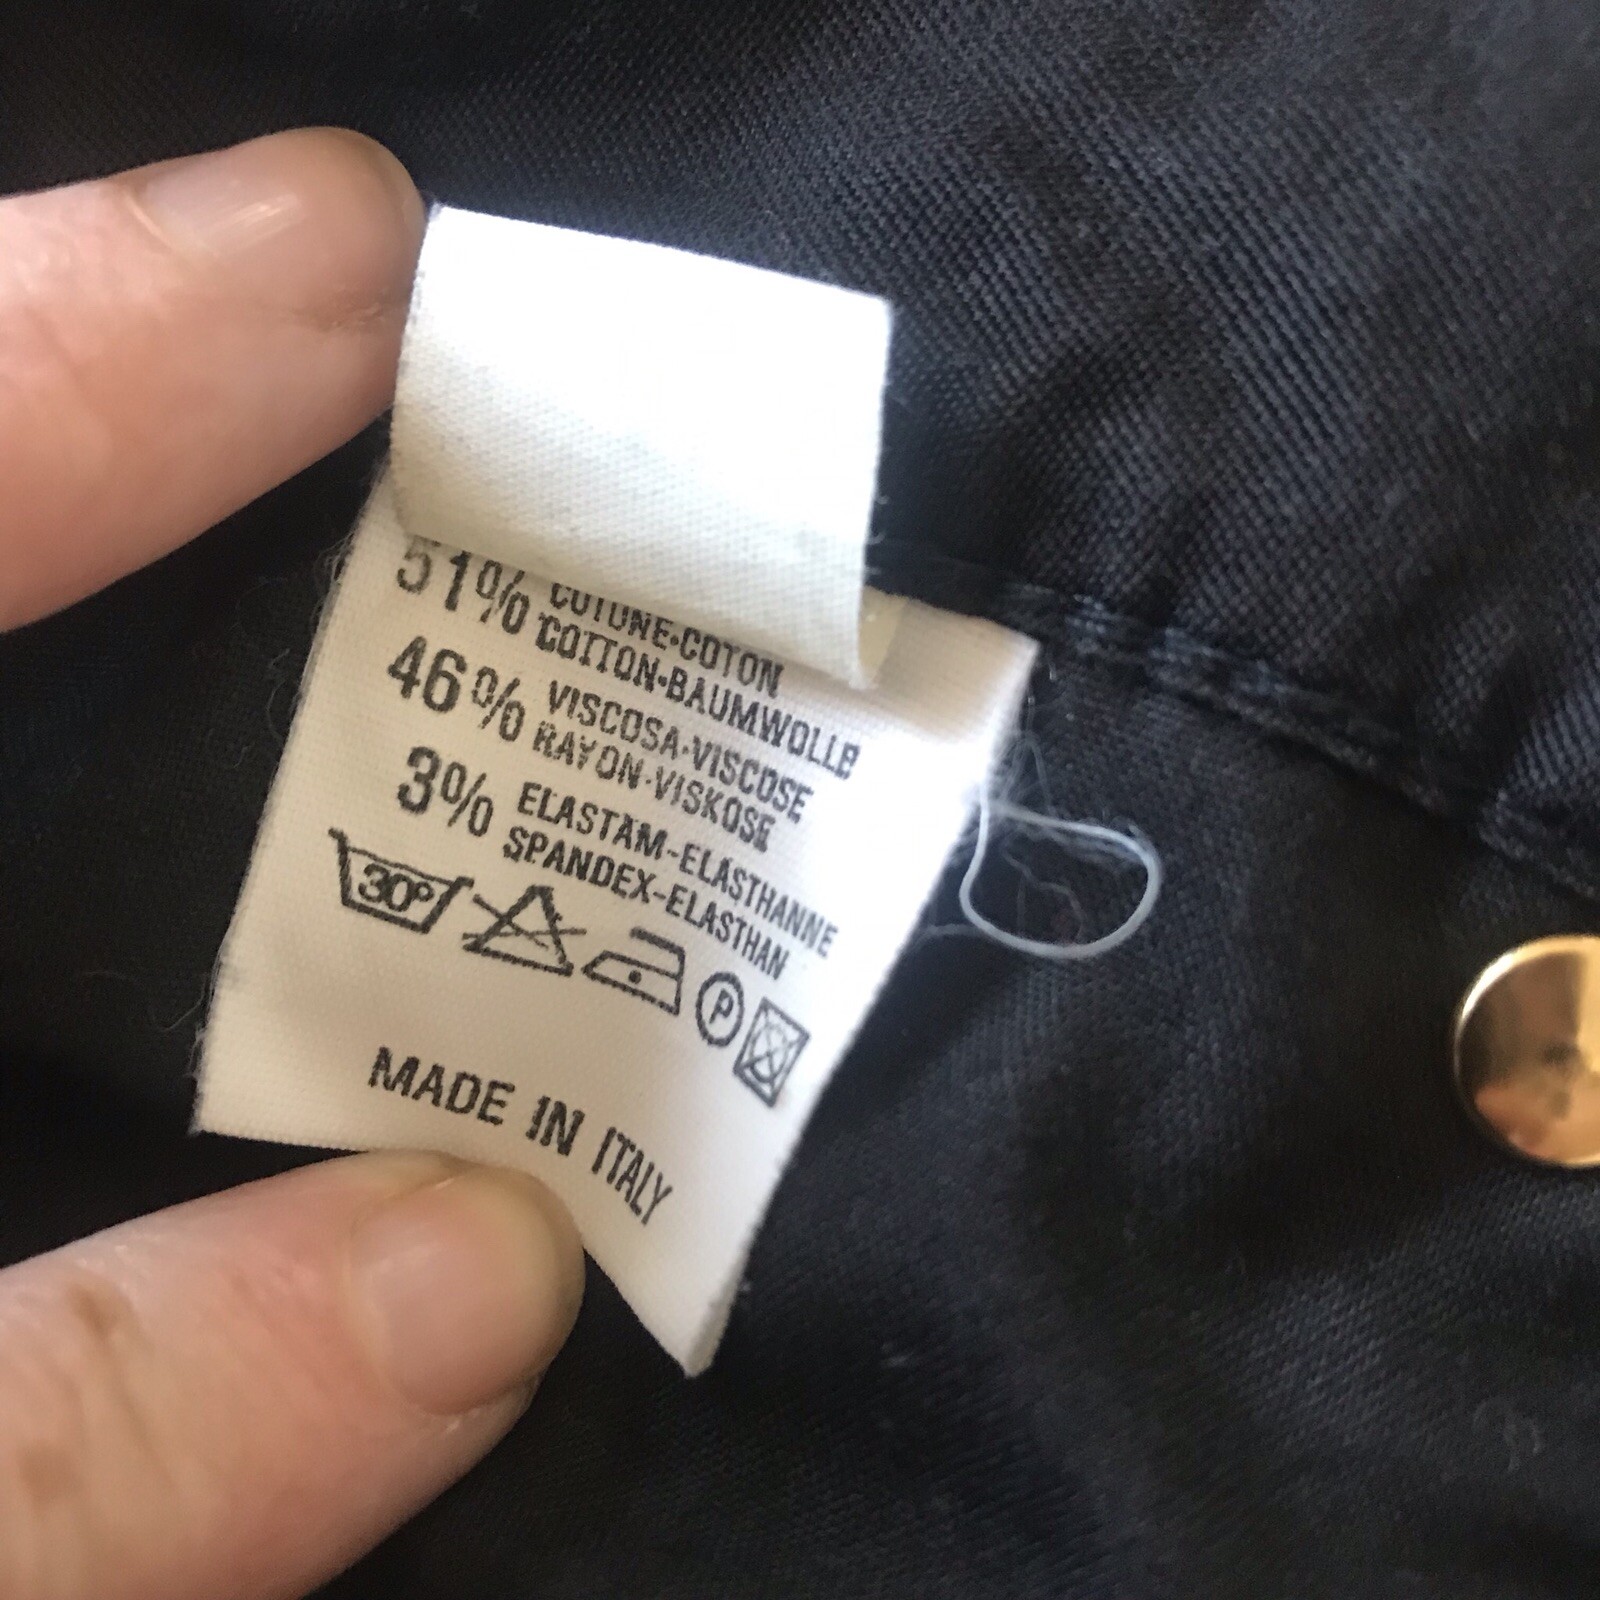 51% COTONE-COTON
COTTON-BAUMWOLLE
46% VISCOSA-VISCOSE
RAYON-VISKOSE
3% ELASTAM-ELASTHANNE
SPANDEX-ELASTHAN
30° P
MADE IN ITALY